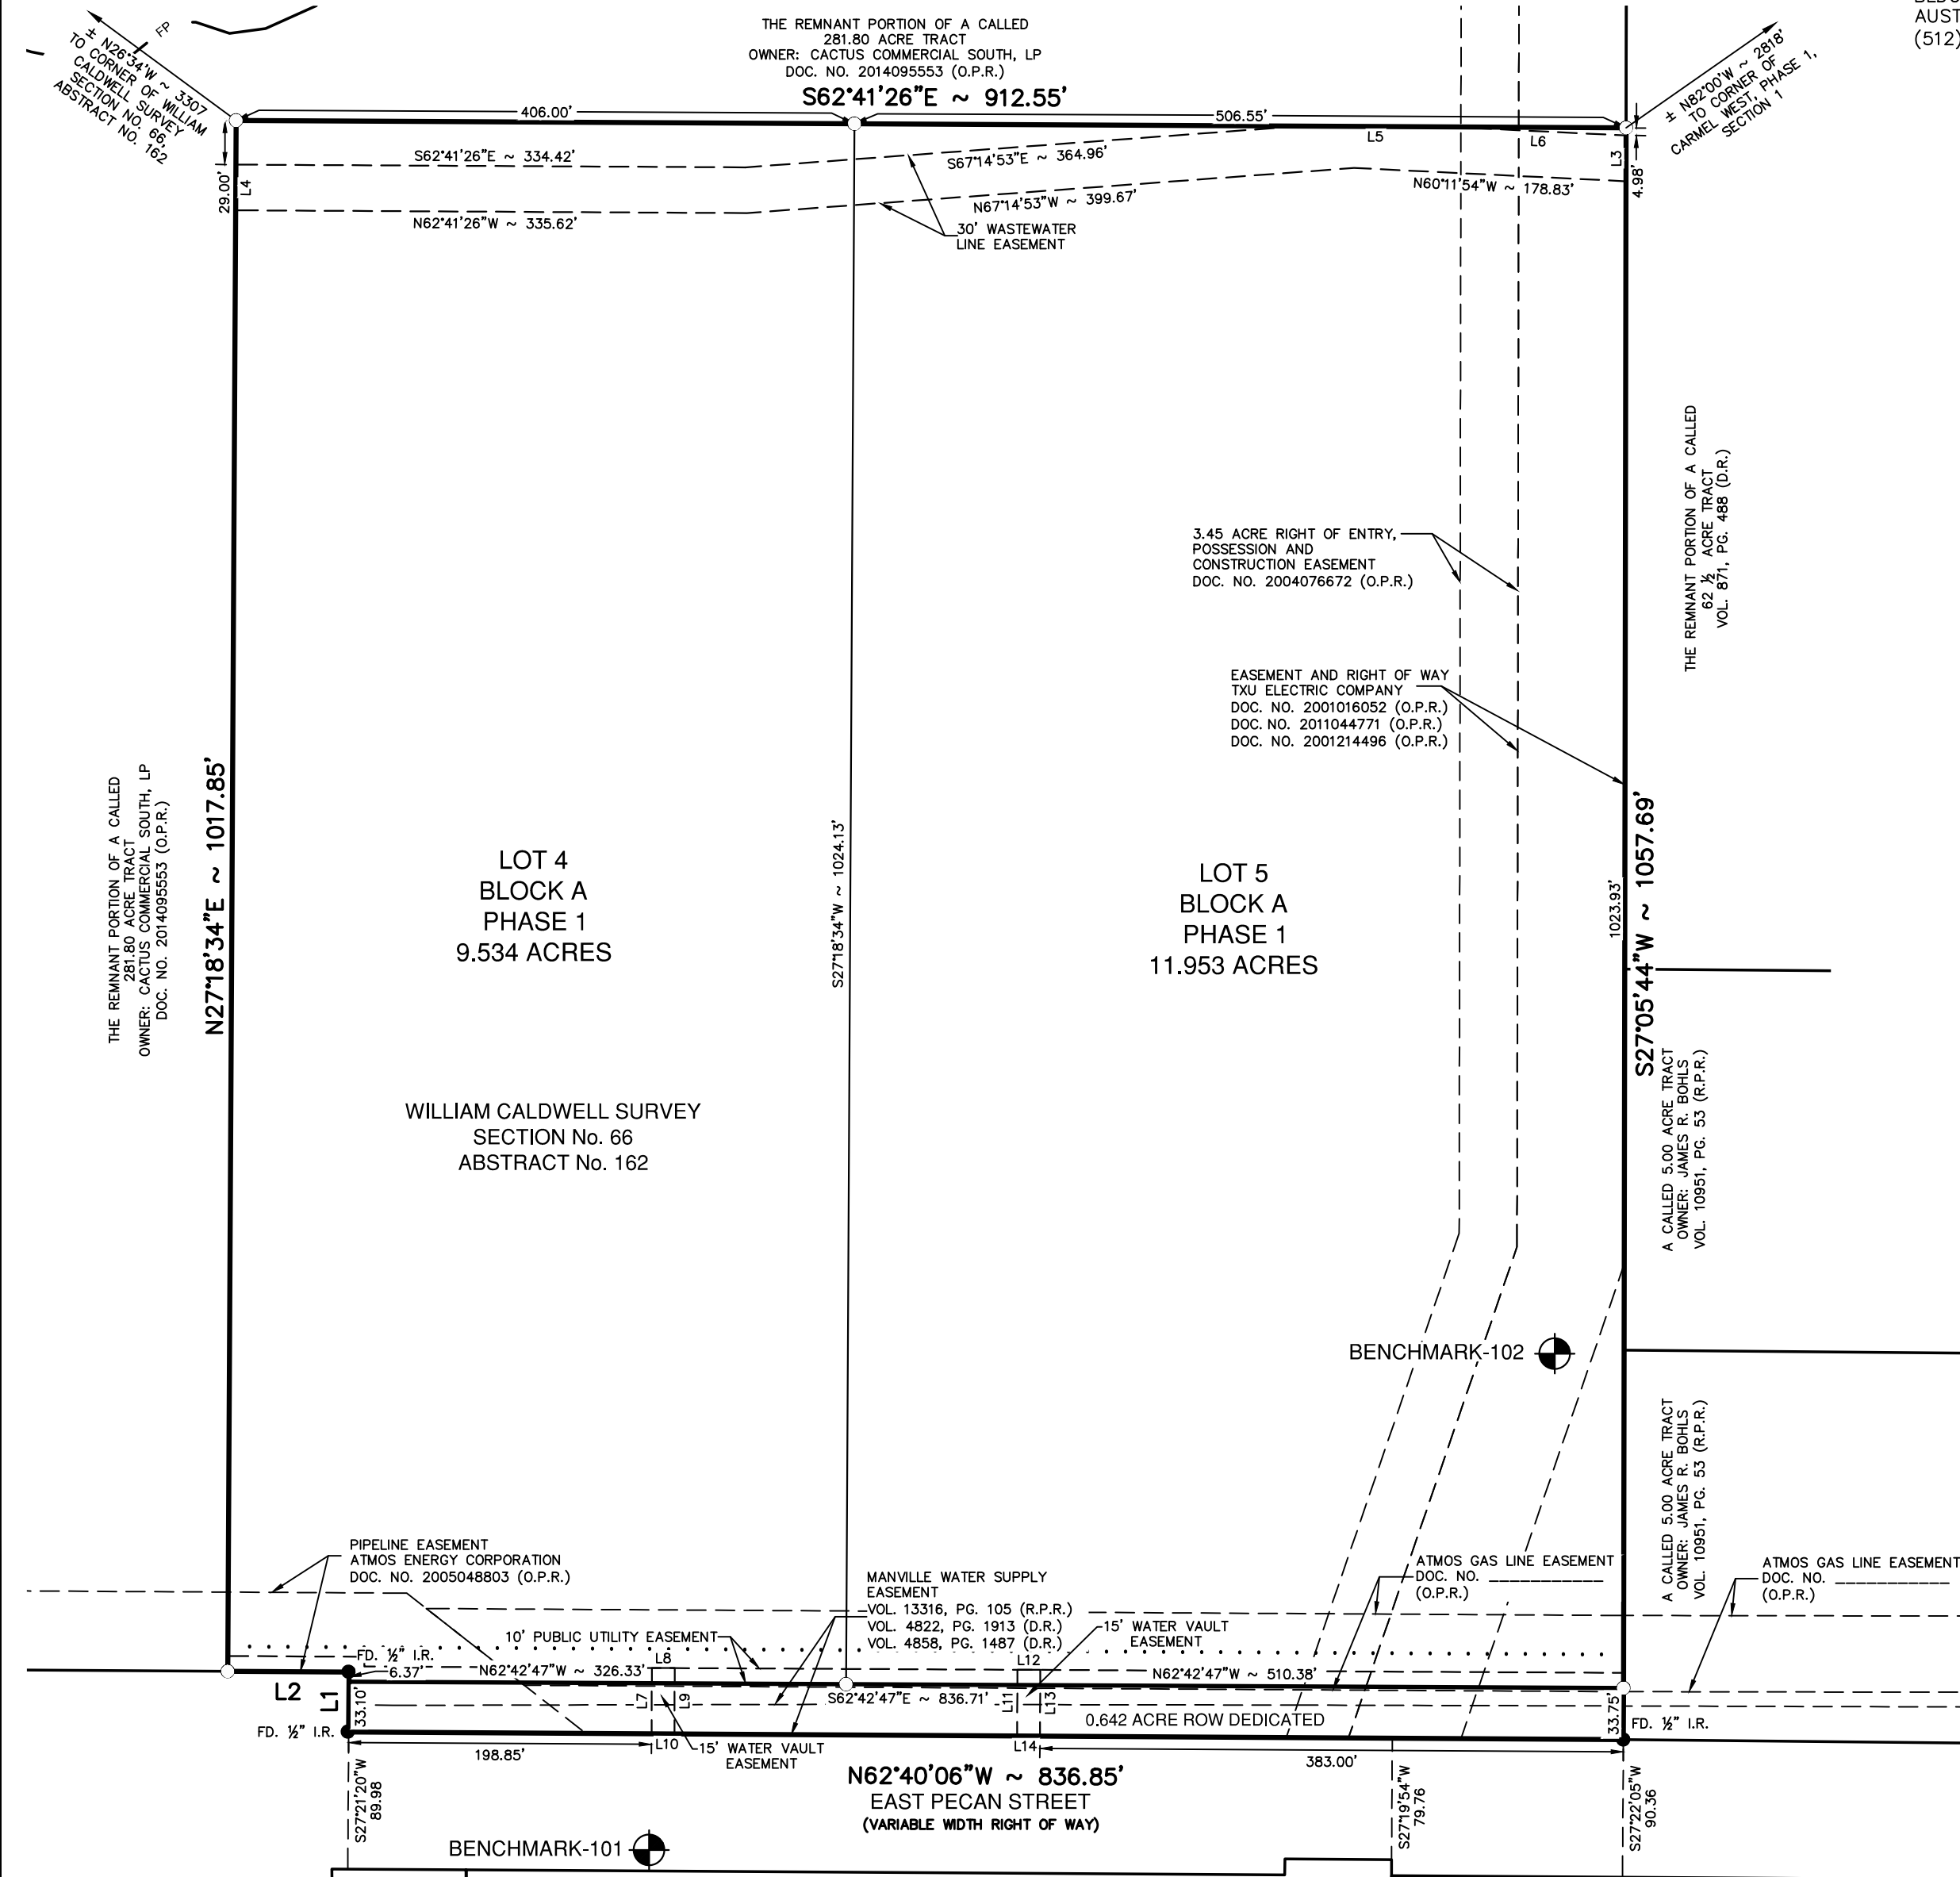 BLDG
AUST
(512)
± N26°34'W ~ 3307
TO CORNER OF WILLIAM
CALDWELL SURVEY
SECTION NO. 66,
ABSTRACT NO. 162
FP
THE REMNANT PORTION OF A CALLED
281.80 ACRE TRACT
OWNER: CACTUS COMMERCIAL SOUTH, LP
DOC. NO. 2014095553 (O.P.R.)
S62°41'26"E ~ 912.55'
406.00'
506.55'
± N82°00'W ~ 2818'
TO CORNER OF
CARMEL WEST, PHASE 1,
SECTION 1
L5
L6
L3
4.98'
29.00'
L4
S62°41'26"E ~ 334.42'
S67°14'53"E ~ 364.96'
N60°11'54"W ~ 178.83'
N62°41'26"W ~ 335.62'
N67°14'53"W ~ 399.67'
30' WASTEWATER
LINE EASEMENT
3.45 ACRE RIGHT OF ENTRY,
POSSESSION AND
CONSTRUCTION EASEMENT
DOC. NO. 2004076672 (O.P.R.)
THE REMNANT PORTION OF A CALLED
62 ½ ACRE TRACT
VOL. 871, PG. 488 (D.R.)
EASEMENT AND RIGHT OF WAY
TXU ELECTRIC COMPANY
DOC. NO. 2001016052 (O.P.R.)
DOC. NO. 2011044771 (O.P.R.)
DOC. NO. 2001214496 (O.P.R.)
THE REMNANT PORTION OF A CALLED
281.80 ACRE TRACT
OWNER: CACTUS COMMERCIAL SOUTH, LP
DOC. NO. 2014095553 (O.P.R.)
N27°18'34"E ~ 1017.85'
LOT 4
BLOCK A
PHASE 1
9.534 ACRES
S27°18'34"W ~ 1024.13'
LOT 5
BLOCK A
PHASE 1
11.953 ACRES
1023.93'
S27°05'44"W ~ 1057.69'
WILLIAM CALDWELL SURVEY
SECTION No. 66
ABSTRACT No. 162
A CALLED 5.00 ACRE TRACT
OWNER: JAMES R. BOHLS
VOL. 10951, PG. 53 (R.P.R.)
BENCHMARK-102
A CALLED 5.00 ACRE TRACT
OWNER: JAMES R. BOHLS
VOL. 10951, PG. 53 (R.P.R.)
PIPELINE EASEMENT
ATMOS ENERGY CORPORATION
DOC. NO. 2005048803 (O.P.R.)
MANVILLE WATER SUPPLY
EASEMENT
VOL. 13316, PG. 105 (R.P.R.)
VOL. 4822, PG. 1913 (D.R.)
VOL. 4858, PG. 1487 (D.R.)
ATMOS GAS LINE EASEMENT
DOC. NO. _____________
(O.P.R.)
ATMOS GAS LINE EASEMENT
DOC. NO. _____________
(O.P.R.)
10' PUBLIC UTILITY EASEMENT
15' WATER VAULT
EASEMENT
FD. ½" I.R.
6.37'
N62°42'47"W ~ 326.33'
L8
L12
N62°42'47"W ~ 510.38'
L2
L1
33.10'
L7
L9
S62°42'47"E ~ 836.71'
L11
L13
0.642 ACRE ROW DEDICATED
33.75'
FD. ½" I.R.
FD. ½" I.R.
198.85'
L10
15' WATER VAULT
EASEMENT
L14
383.00'
N62°40'06"W ~ 836.85'
EAST PECAN STREET
(VARIABLE WIDTH RIGHT OF WAY)
S27°21'20"W
89.98
S27°19'54"W
79.76
S27°22'05"W
90.36
BENCHMARK-101